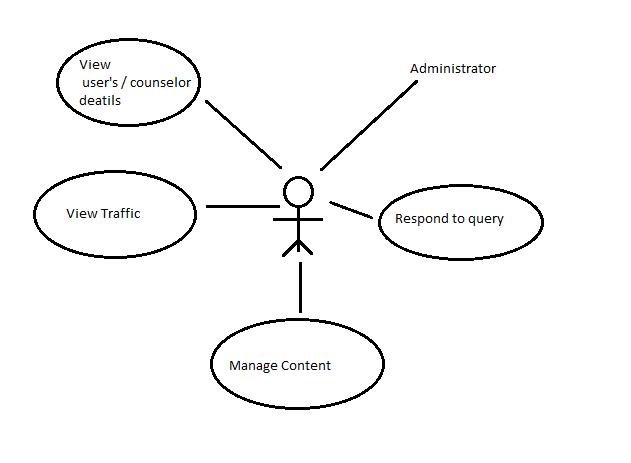 View
user's / counselor
deatils
Administrator
View Traffic
Respond to query
Manage Content